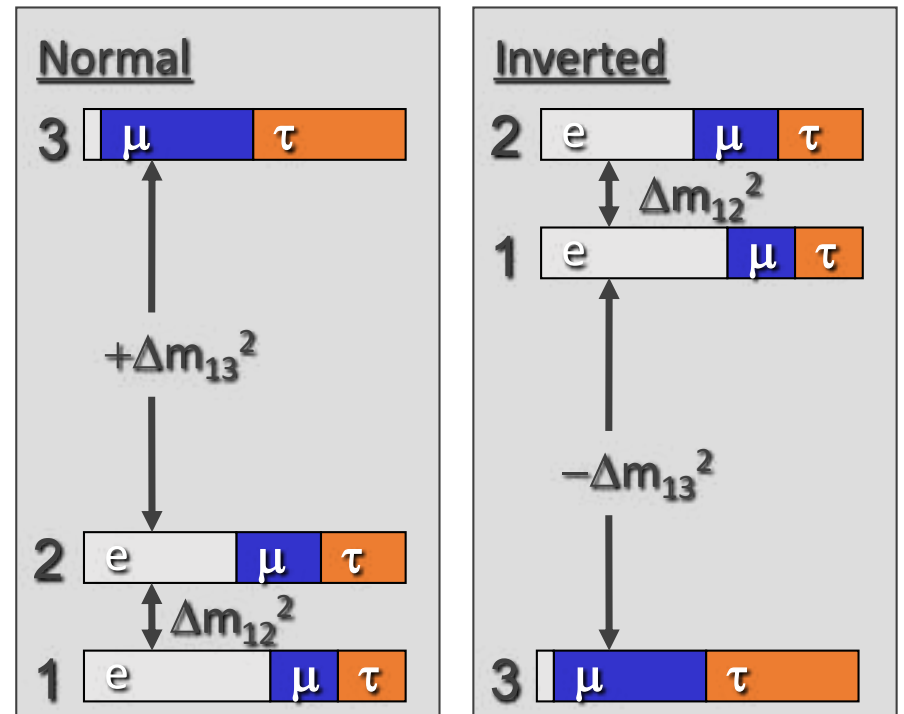 Normal
3 μ τ
+Δm₁₃²
2 e μ τ
Δm₁₂²
1 e μ τ
Inverted
2 e μ τ
Δm₁₂²
1 e μ τ
−Δm₁₃²
3 μ τ